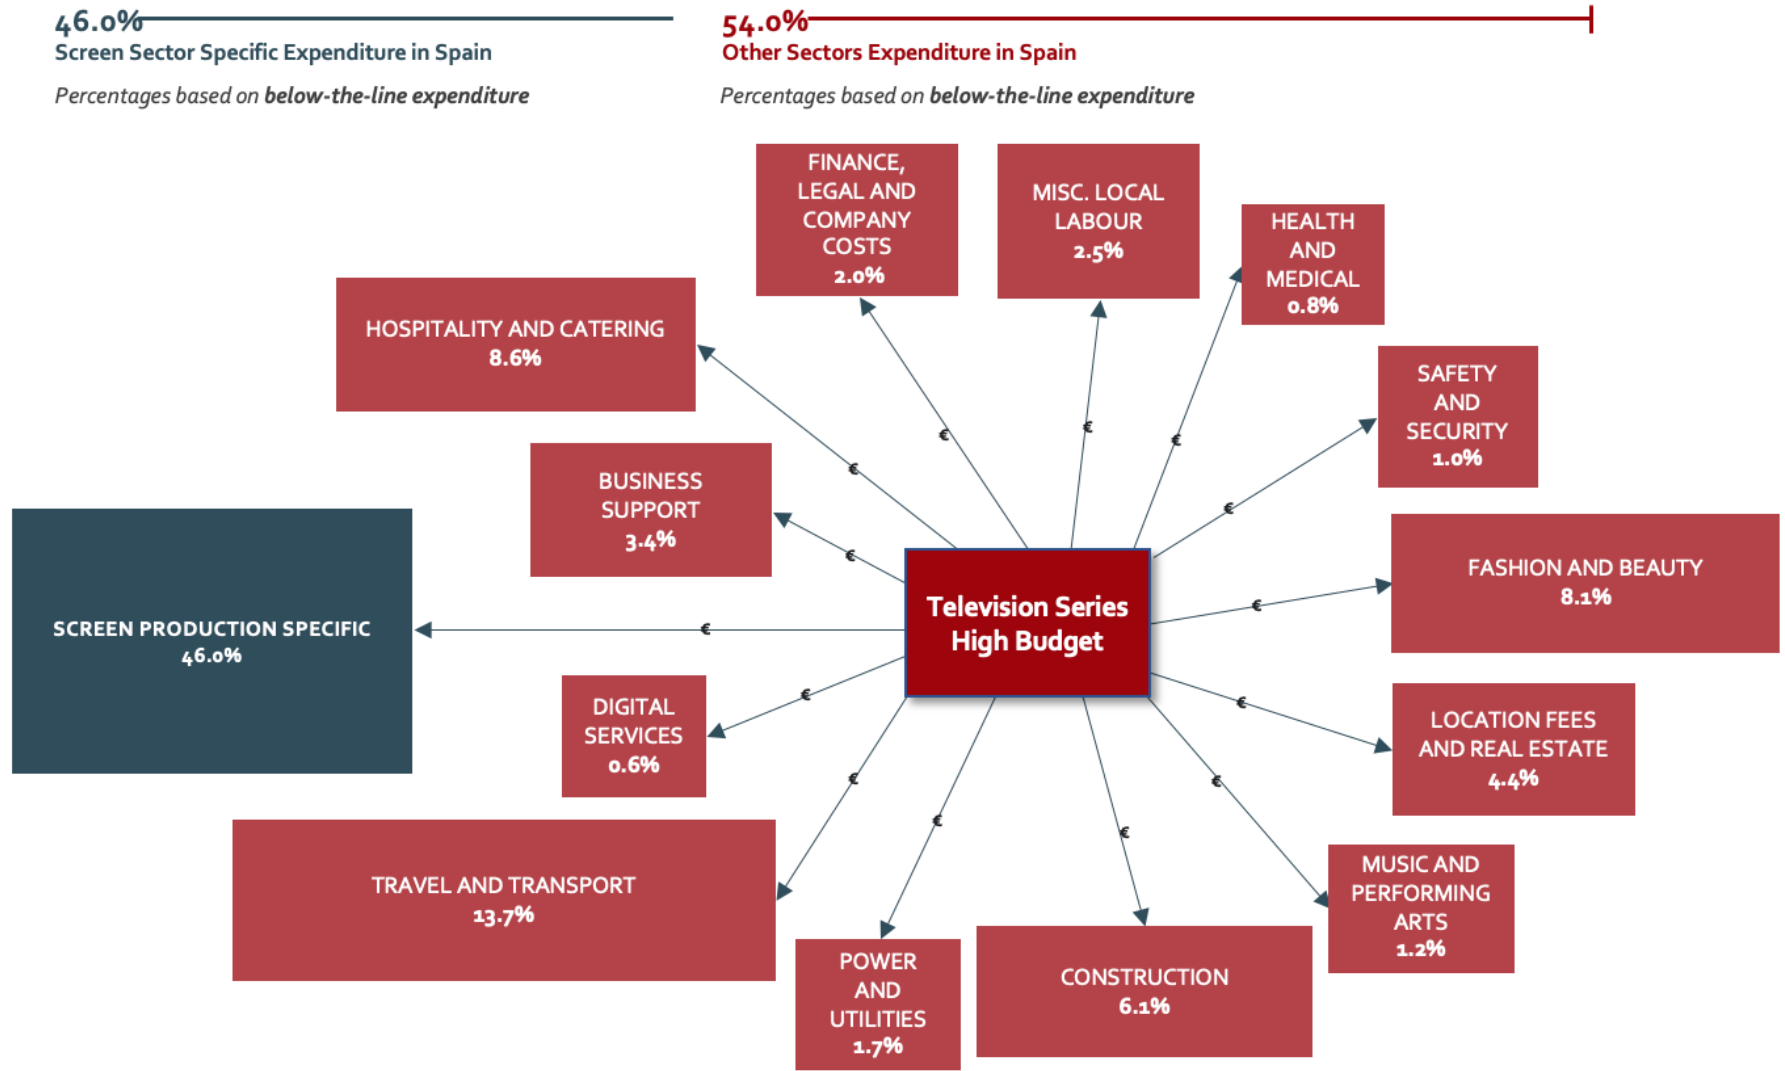 46.0%
Screen Sector Specific Expenditure in Spain
Percentages based on below-the-line expenditure
54.0%
Other Sectors Expenditure in Spain
Percentages based on below-the-line expenditure
FINANCE,
LEGAL AND
COMPANY
COSTS
2.0%
MISC. LOCAL
LABOUR
2.5%
HEALTH
AND
MEDICAL
0.8%
HOSPITALITY AND CATERING
8.6%
SAFETY
AND
SECURITY
1.0%
BUSINESS
SUPPORT
3.4%
FASHION AND BEAUTY
8.1%
SCREEN PRODUCTION SPECIFIC
46.0%
Television Series
High Budget
DIGITAL
SERVICES
0.6%
LOCATION FEES
AND REAL ESTATE
4.4%
TRAVEL AND TRANSPORT
13.7%
MUSIC AND
PERFORMING
ARTS
1.2%
POWER
AND
UTILITIES
1.7%
CONSTRUCTION
6.1%
€
€
€
€
€
€
€
€
€
€
€
€
€
€